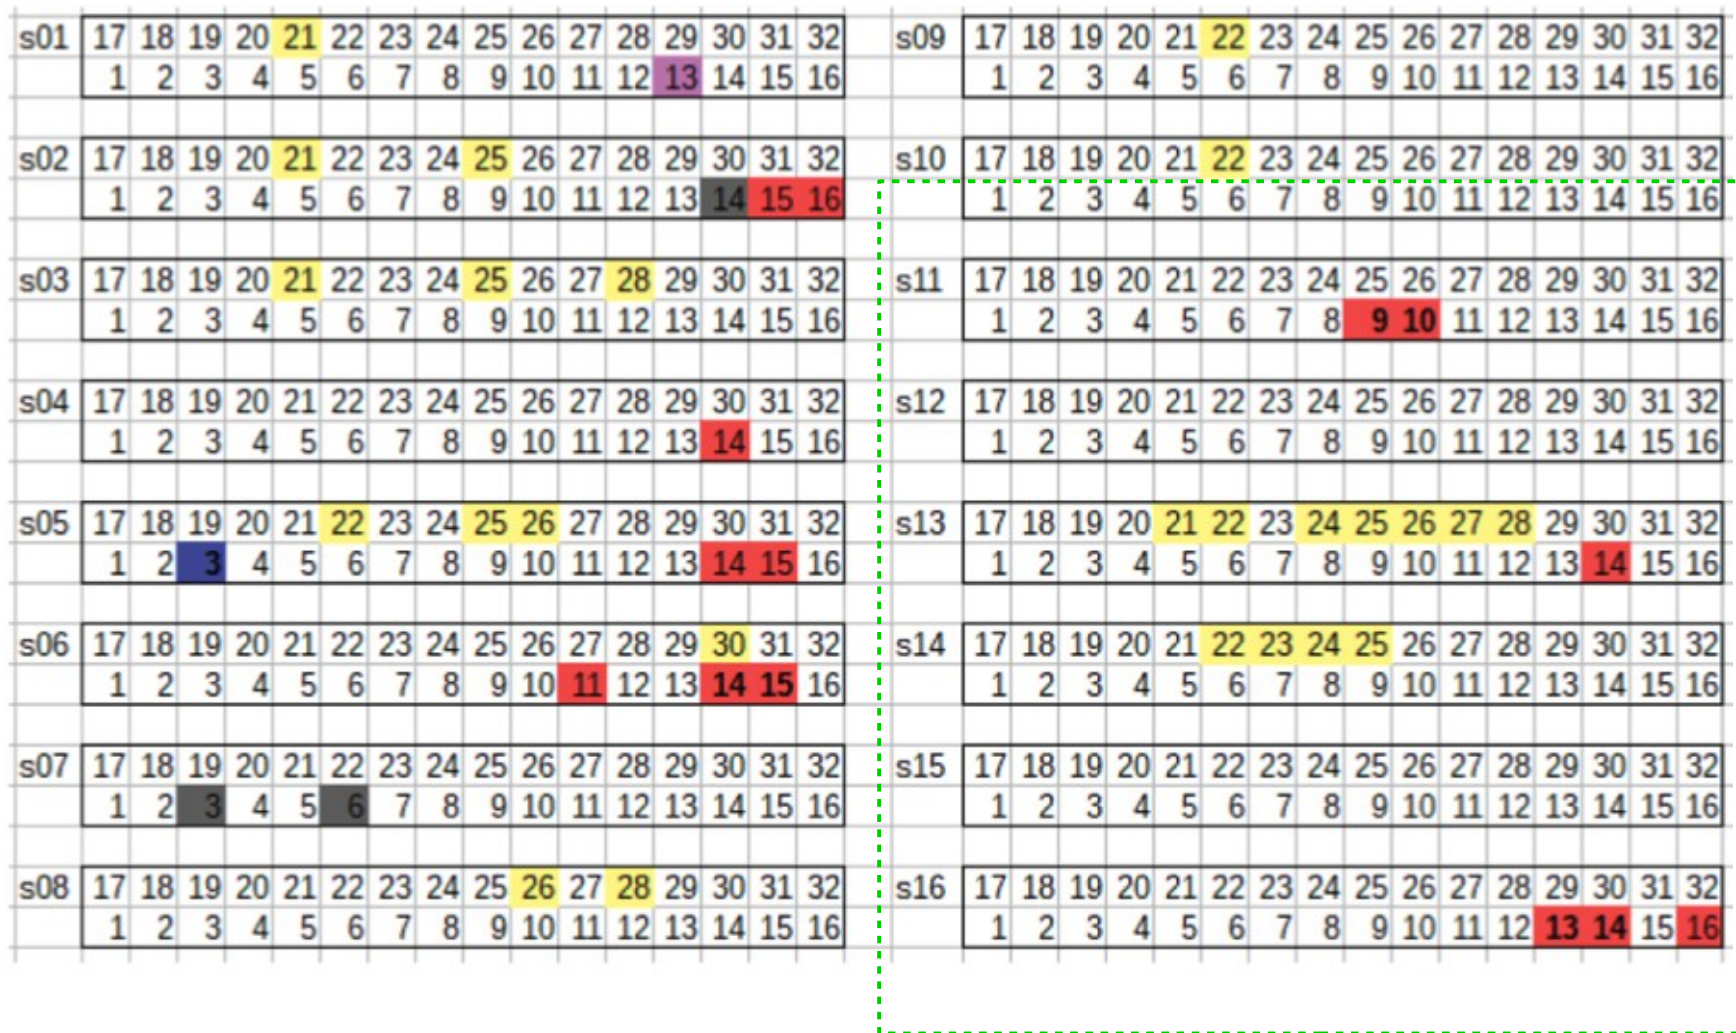 s01 17 18 19 20 21 22 23 24 25 26 27 28 29 30 31 32
1 2 3 4 5 6 7 8 9 10 11 12 13 14 15 16
s02 17 18 19 20 21 22 23 24 25 26 27 28 29 30 31 32
1 2 3 4 5 6 7 8 9 10 11 12 13 14 15 16
s03 17 18 19 20 21 22 23 24 25 26 27 28 29 30 31 32
1 2 3 4 5 6 7 8 9 10 11 12 13 14 15 16
s04 17 18 19 20 21 22 23 24 25 26 27 28 29 30 31 32
1 2 3 4 5 6 7 8 9 10 11 12 13 14 15 16
s05 17 18 19 20 21 22 23 24 25 26 27 28 29 30 31 32
1 2 3 4 5 6 7 8 9 10 11 12 13 14 15 16
s06 17 18 19 20 21 22 23 24 25 26 27 28 29 30 31 32
1 2 3 4 5 6 7 8 9 10 11 12 13 14 15 16
s07 17 18 19 20 21 22 23 24 25 26 27 28 29 30 31 32
1 2 3 4 5 6 7 8 9 10 11 12 13 14 15 16
s08 17 18 19 20 21 22 23 24 25 26 27 28 29 30 31 32
1 2 3 4 5 6 7 8 9 10 11 12 13 14 15 16
s09 17 18 19 20 21 22 23 24 25 26 27 28 29 30 31 32
1 2 3 4 5 6 7 8 9 10 11 12 13 14 15 16
s10 17 18 19 20 21 22 23 24 25 26 27 28 29 30 31 32
1 2 3 4 5 6 7 8 9 10 11 12 13 14 15 16
s11 17 18 19 20 21 22 23 24 25 26 27 28 29 30 31 32
1 2 3 4 5 6 7 8 9 10 11 12 13 14 15 16
s12 17 18 19 20 21 22 23 24 25 26 27 28 29 30 31 32
1 2 3 4 5 6 7 8 9 10 11 12 13 14 15 16
s13 17 18 19 20 21 22 23 24 25 26 27 28 29 30 31 32
1 2 3 4 5 6 7 8 9 10 11 12 13 14 15 16
s14 17 18 19 20 21 22 23 24 25 26 27 28 29 30 31 32
1 2 3 4 5 6 7 8 9 10 11 12 13 14 15 16
s15 17 18 19 20 21 22 23 24 25 26 27 28 29 30 31 32
1 2 3 4 5 6 7 8 9 10 11 12 13 14 15 16
s16 17 18 19 20 21 22 23 24 25 26 27 28 29 30 31 32
1 2 3 4 5 6 7 8 9 10 11 12 13 14 15 16